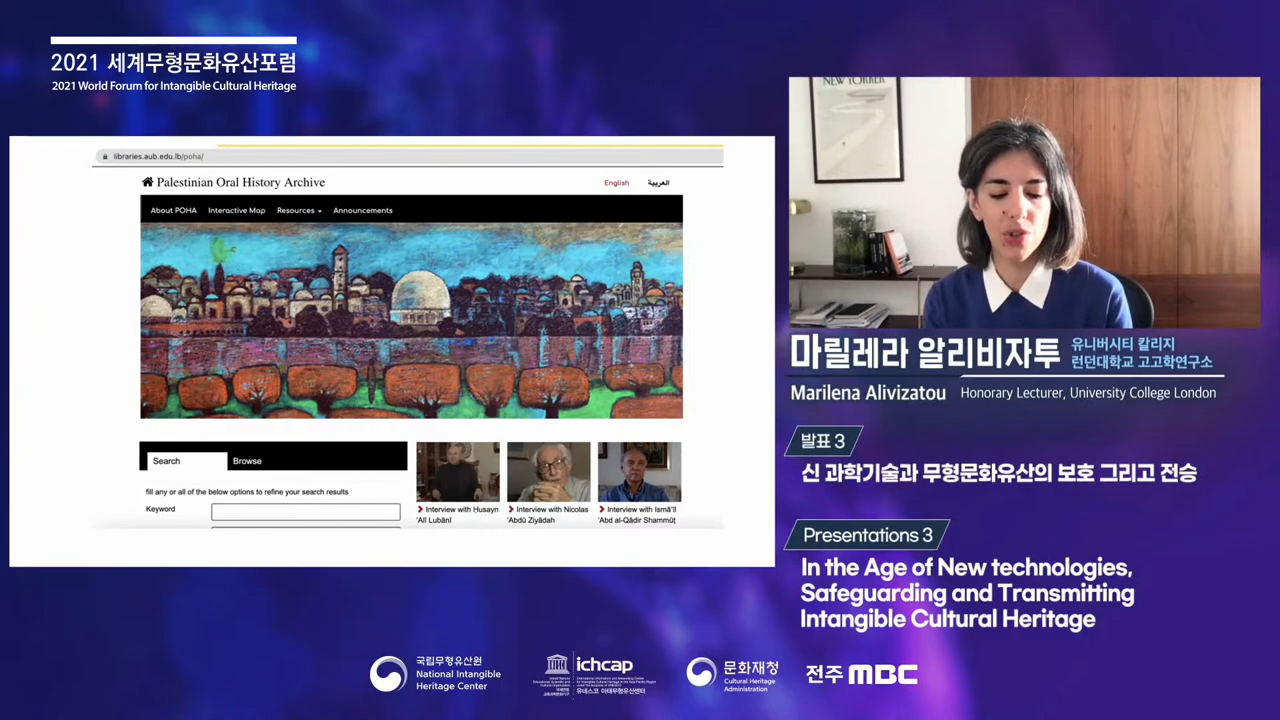 2021 세계무형문화유산포럼
2021 World Forum for Intangible Cultural Heritage
libraries.aub.edu.lb/poha/
Palestinian Oral History Archive
English
العربية
About POHA
Interactive Map
Resources
Announcements
Search
Browse
fill any or all of the below options to refine your search results
Keyword
Interview with Ḥusayn
'Alī Lubānī
Interview with Nicolas
'Abdū Ziyādah
Interview with Ismā'īl
'Abd al-Qādir Shammūṭ
NEW YORKER
마릴레라 알리비자투
유니버시티 칼리지
런던대학교 고고학연구소
Marilena Alivizatou
Honorary Lecturer, University College London
발표 3
신 과학기술과 무형문화유산의 보호 그리고 전승
Presentations 3
In the Age of New technologies,
Safeguarding and Transmitting
Intangible Cultural Heritage
국립무형유산원
National Intangible
Heritage Center
ichcap
유네스코 아태무형유산센터
문화재청
Cultural Heritage
Administration
전주 MBC